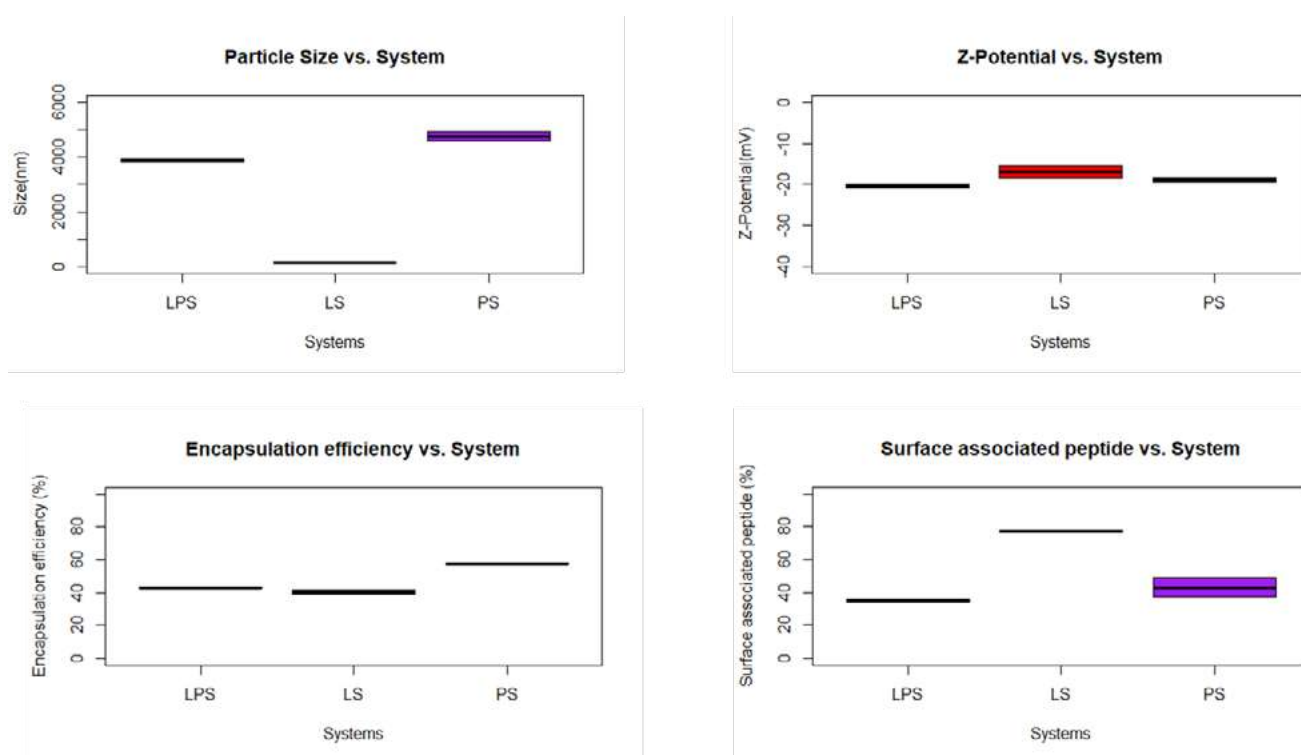 Particle Size vs. System
Size(nm)
6000
4000
2000
0
LPS LS PS
Systems
Z-Potential vs. System
Z-Potential(mV)
0
-10
-20
-30
-40
LPS LS PS
Systems
Encapsulation efficiency vs. System
Encapsulation efficiency (%)
80
60
40
20
0
LPS LS PS
Systems
Surface associated peptide vs. System
Surface associated peptide (%)
80
60
40
20
0
LPS LS PS
Systems